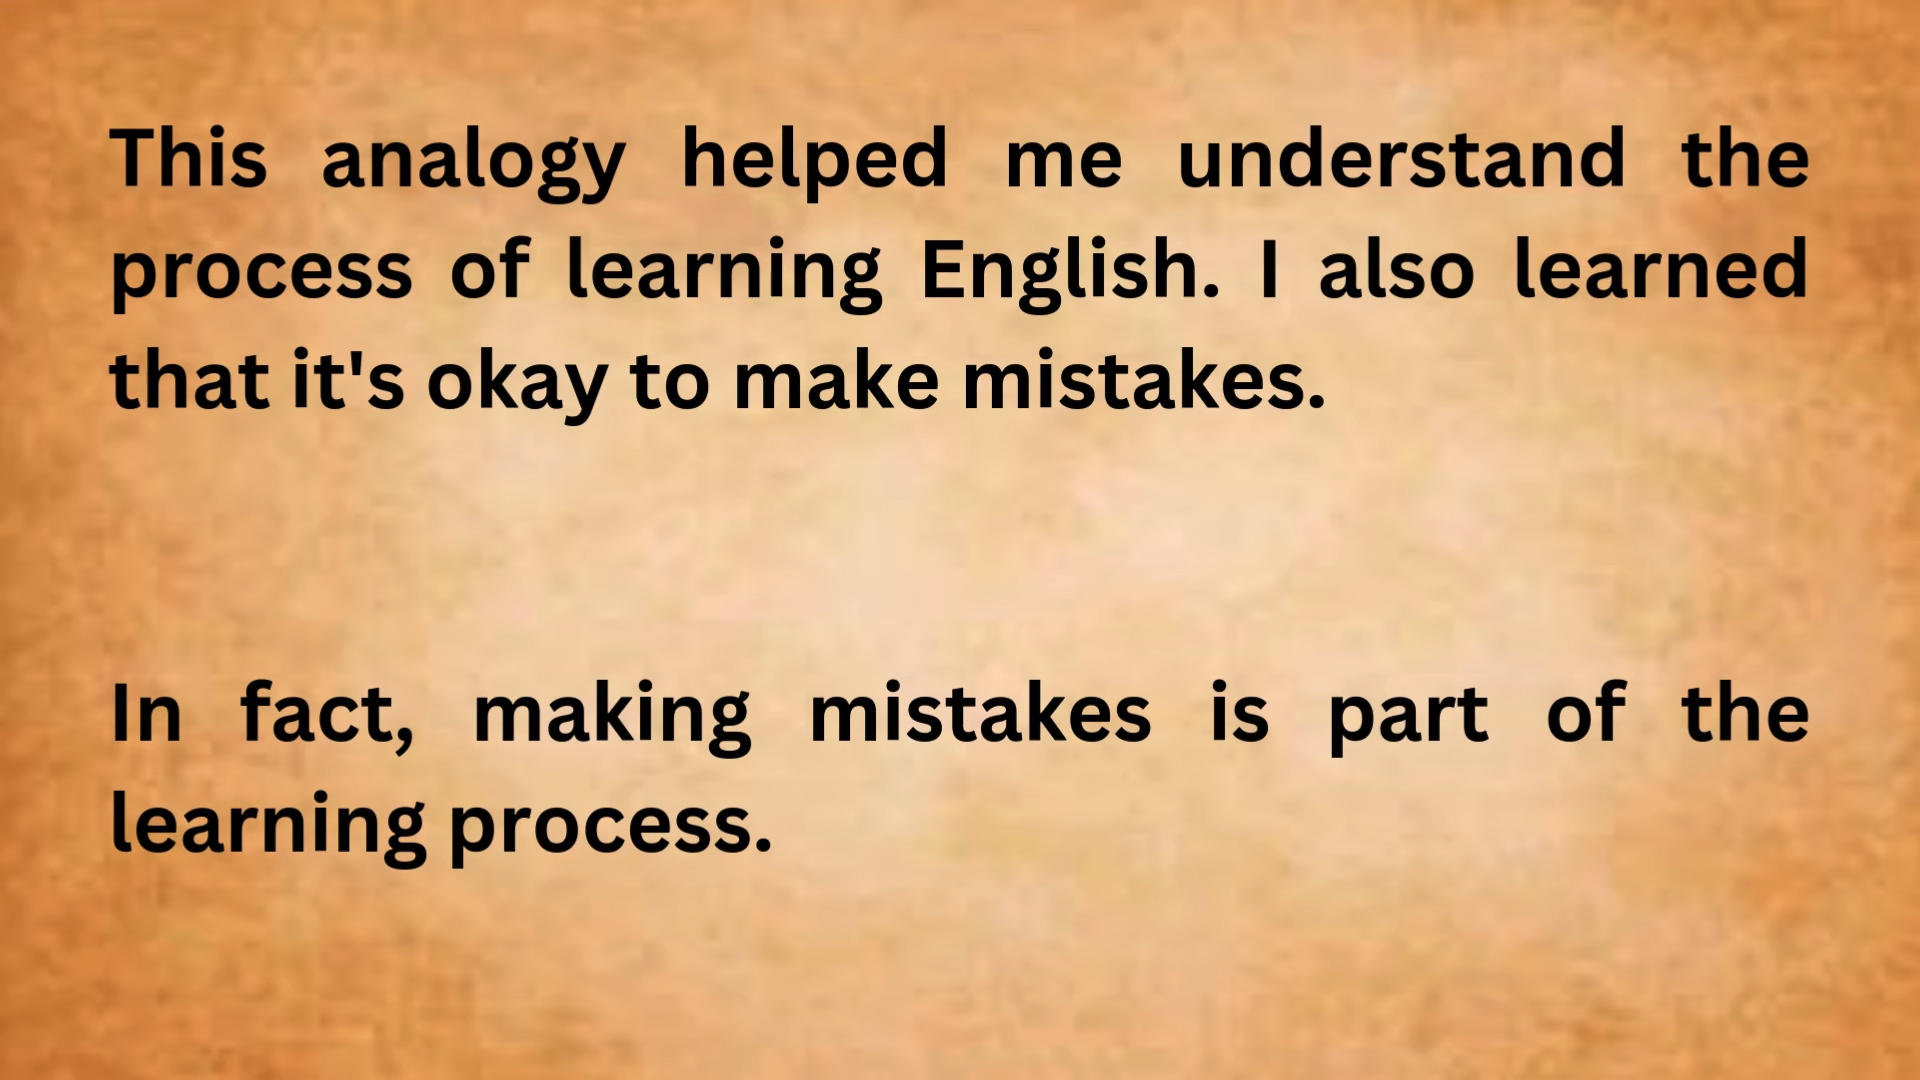 This analogy helped me understand the
process of learning English. I also learned
that it's okay to make mistakes.
In fact, making mistakes is part of the
learning process.